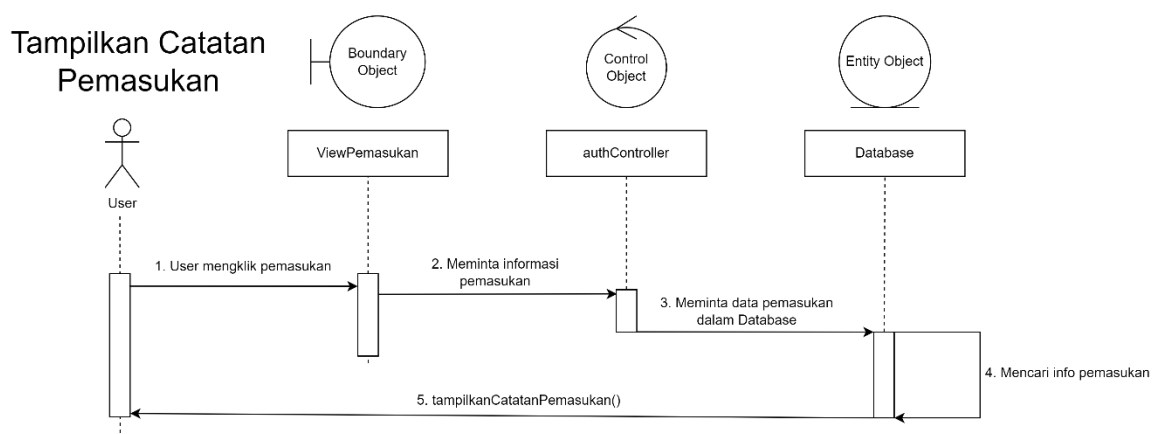 Tampilkan Catatan
Pemasukan
Boundary
Object
Control
Object
Entity Object
User
ViewPemasukan
authController
Database
1. User mengklik pemasukan
2. Meminta informasi
pemasukan
3. Meminta data pemasukan
dalam Database
4. Mencari info pemasukan
5. tampilkanCatatanPemasukan()